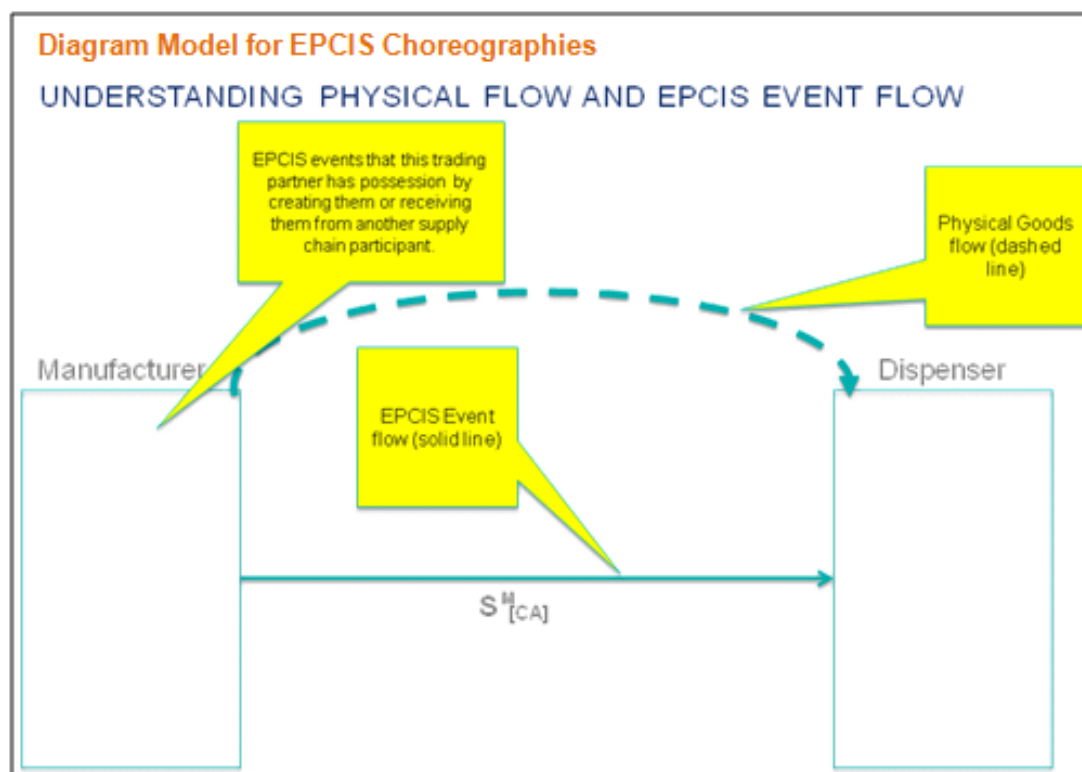 Diagram Model for EPCIS Choreographies
UNDERSTANDING PHYSICAL FLOW AND EPCIS EVENT FLOW
EPCIS events that this trading
partner has possession by
creating them or receiving
them from another supply
chain participant.
Physical Goods
flow (dashed
line)
Manufacturer
Dispenser
EPCIS Event
flow (solid line)
S[CA]